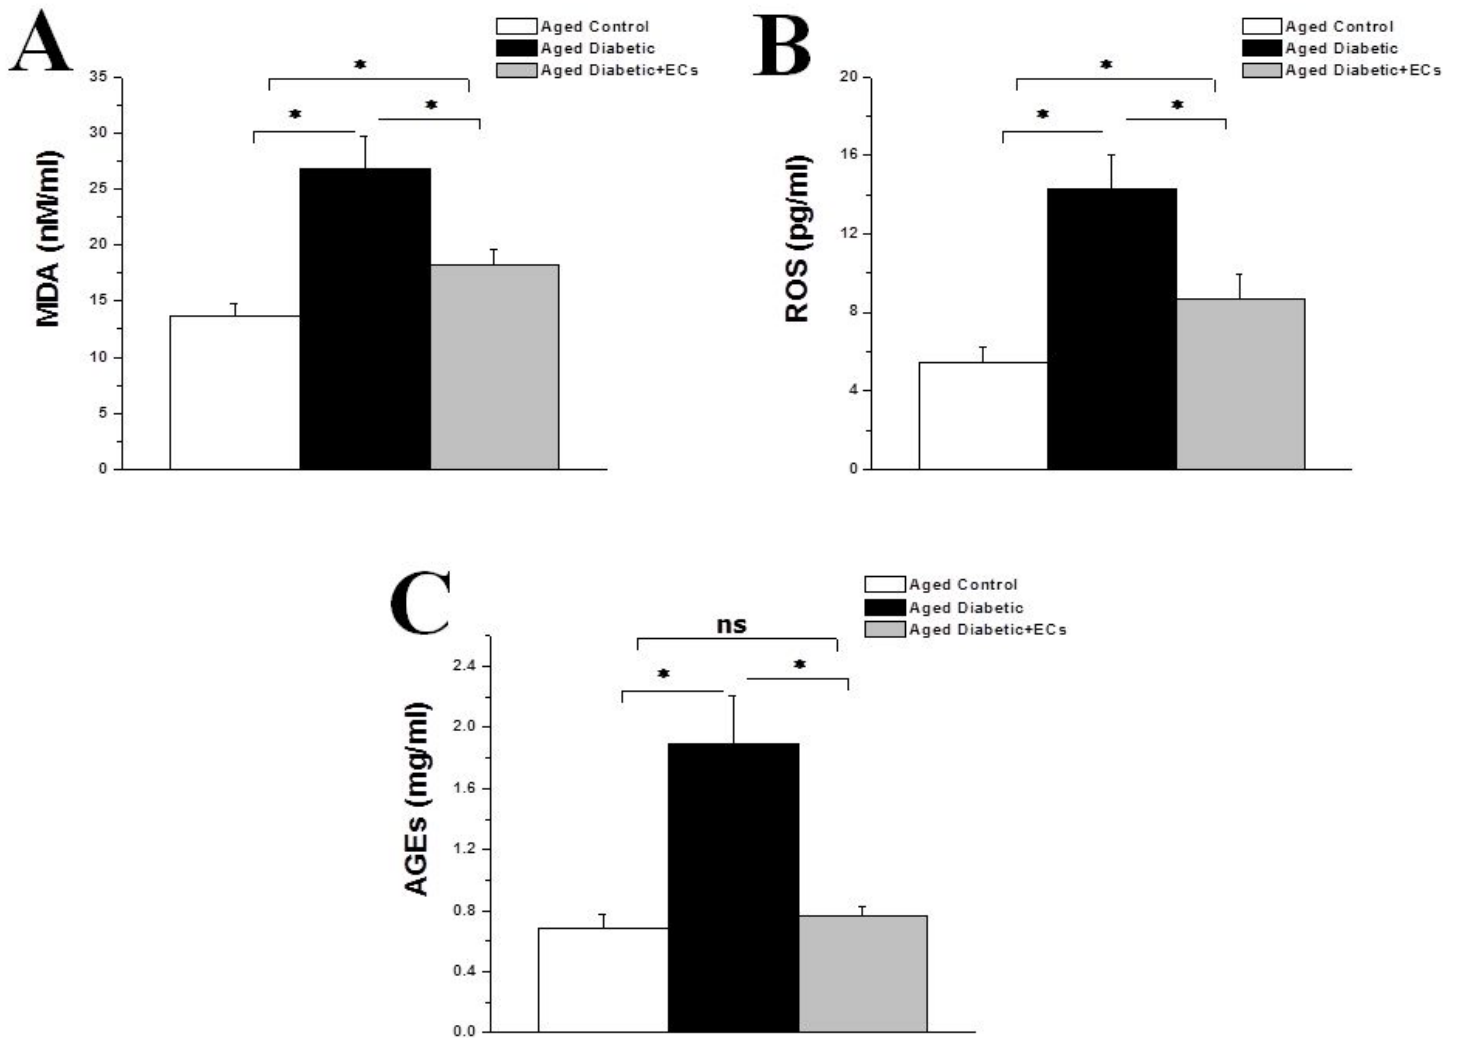 A
Aged Control
Aged Diabetic
Aged Diabetic+ECs
MDA (nM/ml)
35
30
25
20
15
10
5
0
*
*
*
B
Aged Control
Aged Diabetic
Aged Diabetic+ECs
ROS (pg/ml)
20
16
12
8
4
0
*
*
*
C
Aged Control
Aged Diabetic
Aged Diabetic+ECs
AGEs (mg/ml)
2.4
2.0
1.6
1.2
0.8
0.4
0.0
ns
*
*